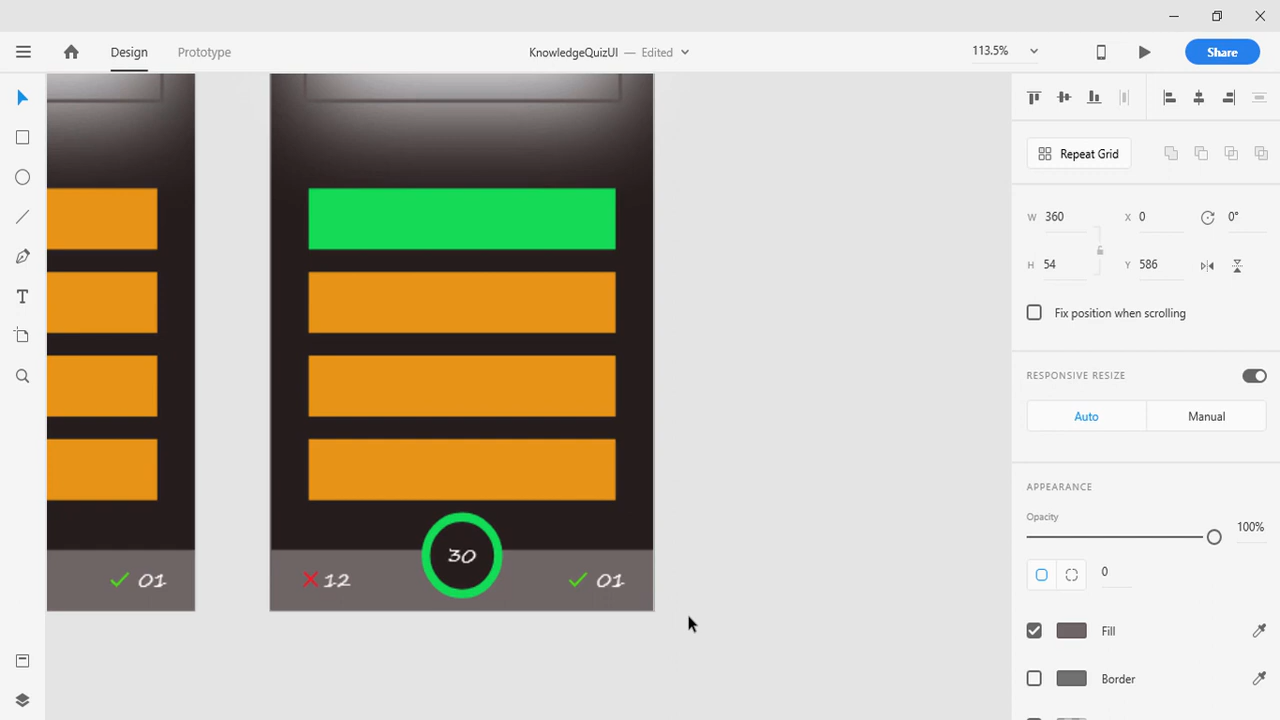 Design
Prototype
KnowledgeQuizUI — Edited
113.5%
Share
Repeat Grid
W 360
X 0
0°
H 54
Y 586
Fix position when scrolling
RESPONSIVE RESIZE
Auto
Manual
APPEARANCE
Opacity
100%
0
Fill
Border
01
12
30
01